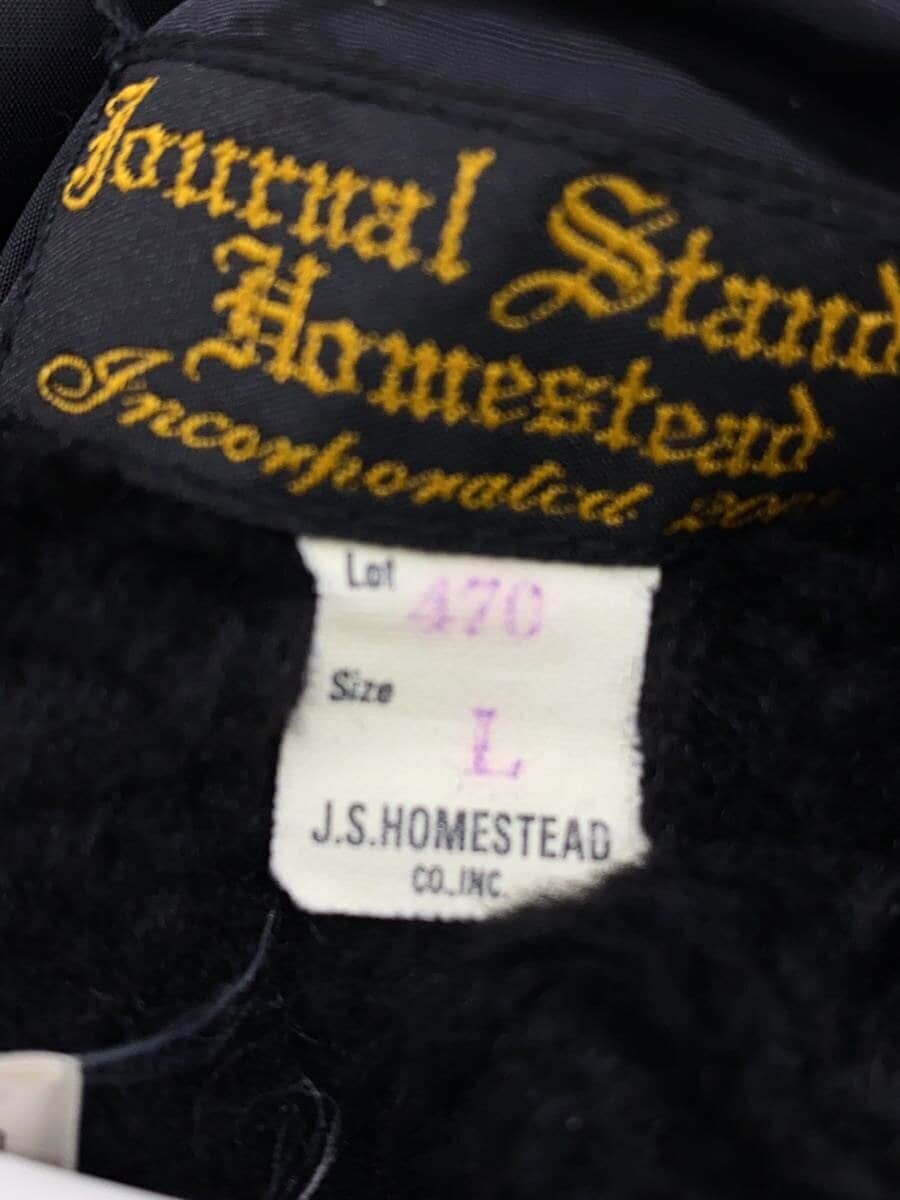 Journal Stand
Homestead
Incorporated
Lot 470
Size
L
J.S.HOMESTEAD
CO.,INC.